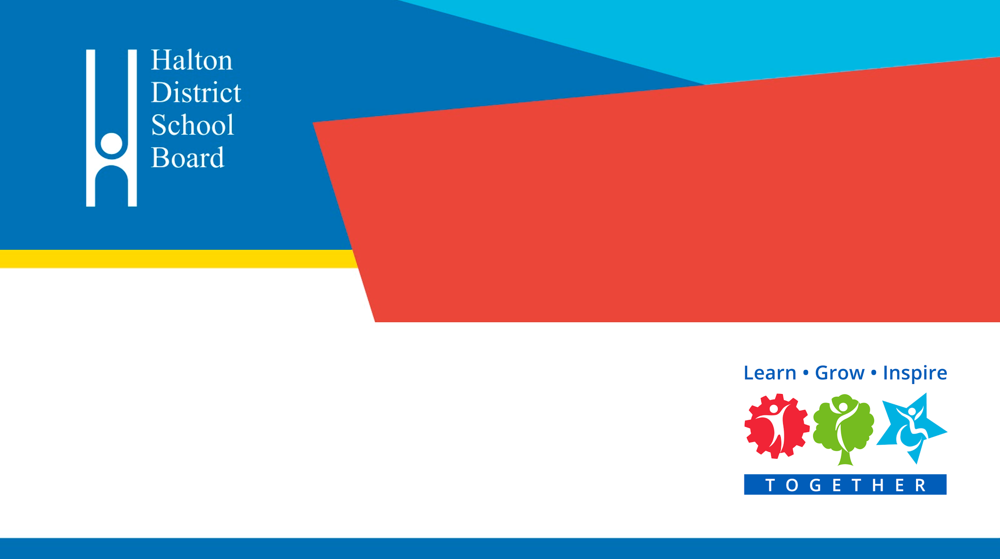 Halton
District
School
Board
Learn • Grow • Inspire
TOGETHER